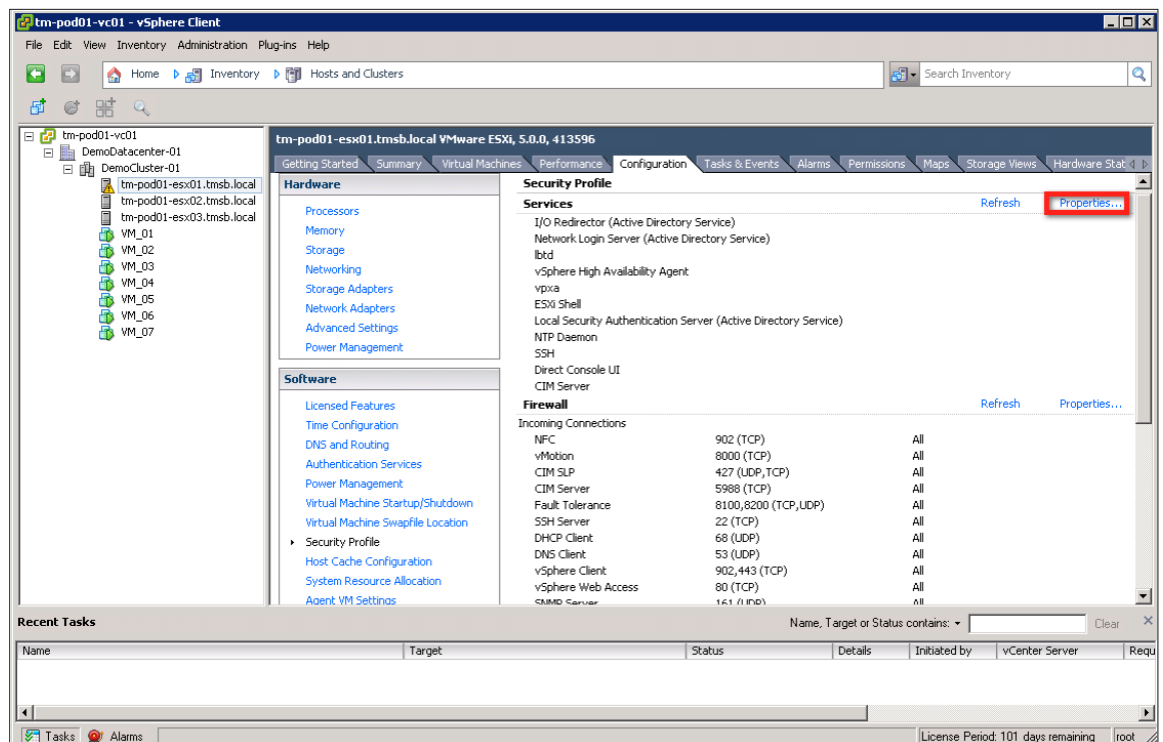 tm-pod01-vc01 - vSphere Client
File Edit View Inventory Administration Plug-ins Help
Home Inventory Hosts and Clusters
Search Inventory
tm-pod01-vc01
DemoDatacenter-01
DemoCluster-01
tm-pod01-esx01.tmsb.local
tm-pod01-esx02.tmsb.local
tm-pod01-esx03.tmsb.local
VM_01
VM_02
VM_03
VM_04
VM_05
VM_06
VM_07
tm-pod01-esx01.tmsb.local VMware ESXi, 5.0.0, 413596
Getting Started Summary Virtual Machines Performance Configuration Tasks & Events Alarms Permissions Maps Storage Views Hardware Stat
Hardware
Processors
Memory
Storage
Networking
Storage Adapters
Network Adapters
Advanced Settings
Power Management
Software
Licensed Features
Time Configuration
DNS and Routing
Authentication Services
Power Management
Virtual Machine Startup/Shutdown
Virtual Machine Swapfile Location
Security Profile
Host Cache Configuration
System Resource Allocation
Agent VM Settings
Security Profile
Services Refresh Properties...
I/O Redirector (Active Directory Service)
Network Login Server (Active Directory Service)
lbtd
vSphere High Availability Agent
vpxa
ESXi Shell
Local Security Authentication Server (Active Directory Service)
NTP Daemon
SSH
Direct Console UI
CIM Server
Firewall Refresh Properties...
Incoming Connections
NFC 902 (TCP) All
vMotion 8000 (TCP) All
CIM SLP 427 (UDP,TCP) All
CIM Server 5988 (TCP) All
Fault Tolerance 8100,8200 (TCP,UDP) All
SSH Server 22 (TCP) All
DHCP Client 68 (UDP) All
DNS Client 53 (UDP) All
vSphere Client 902,443 (TCP) All
vSphere Web Access 80 (TCP) All
SNMP Server 161 (UDP) All
Recent Tasks Name, Target or Status contains: Clear
Name Target Status Details Initiated by vCenter Server Requ
Tasks Alarms License Period: 101 days remaining root